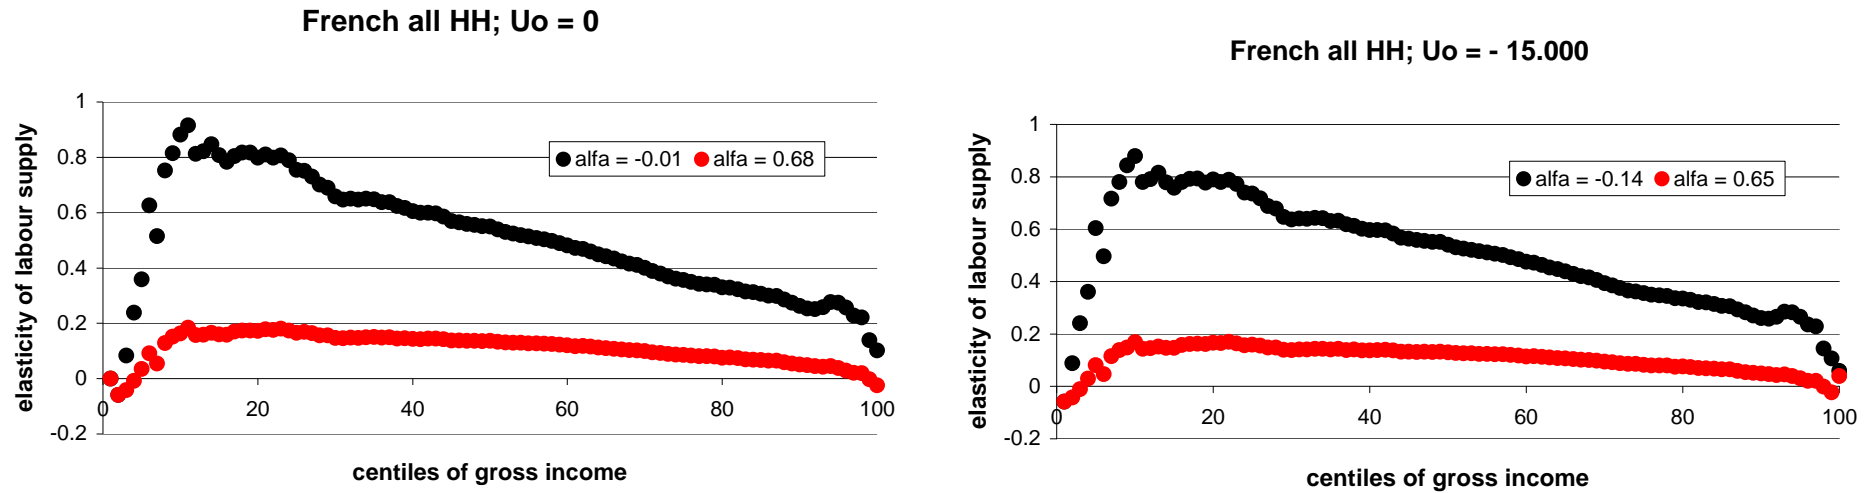 French all HH; Uo = 0
elasticity of labour supply
1
0.8
0.6
0.4
0.2
0
-0.2
alfa = -0.01 alfa = 0.68
0 20 40 60 80 100
centiles of gross income
French all HH; Uo = - 15.000
elasticity of labour supply
1
0.8
0.6
0.4
0.2
0
-0.2
alfa = -0.14 alfa = 0.65
0 20 40 60 80 100
centiles of gross income